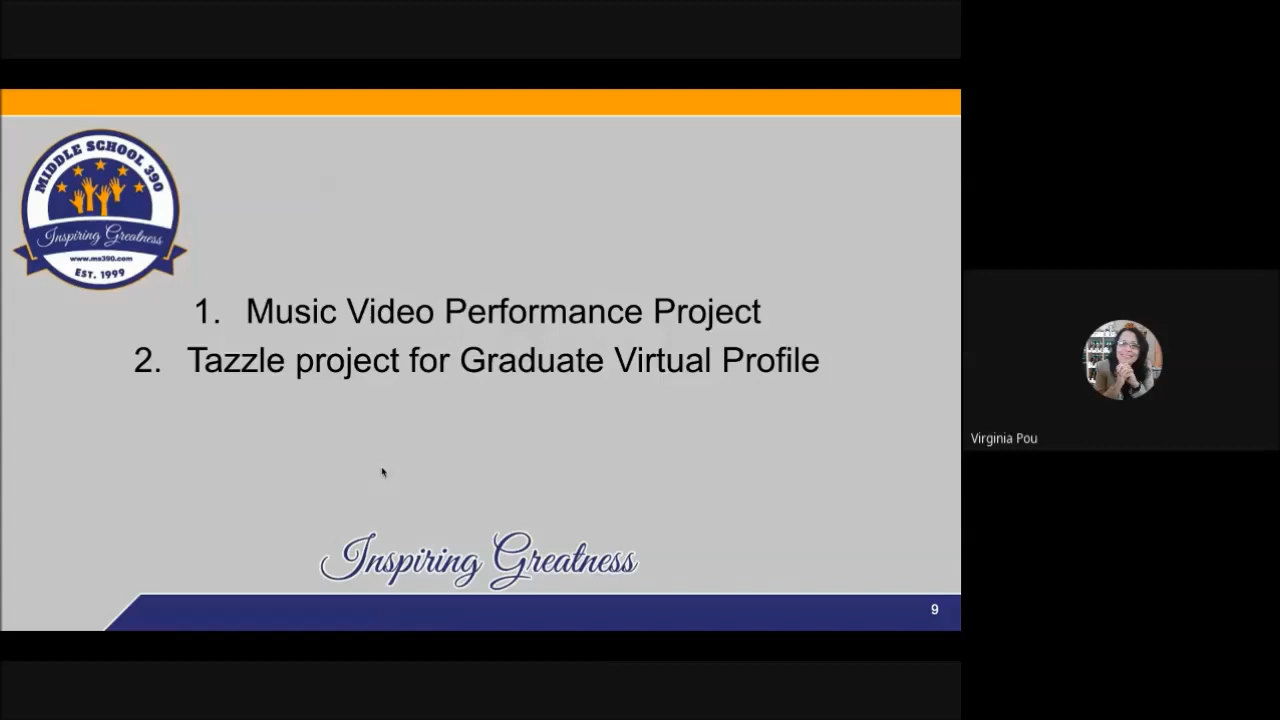 MIDDLE SCHOOL 390
Inspiring Greatness
www.ms390.com
EST. 1999
1. Music Video Performance Project
2. Tazzle project for Graduate Virtual Profile
Inspiring Greatness
9
Virginia Pou